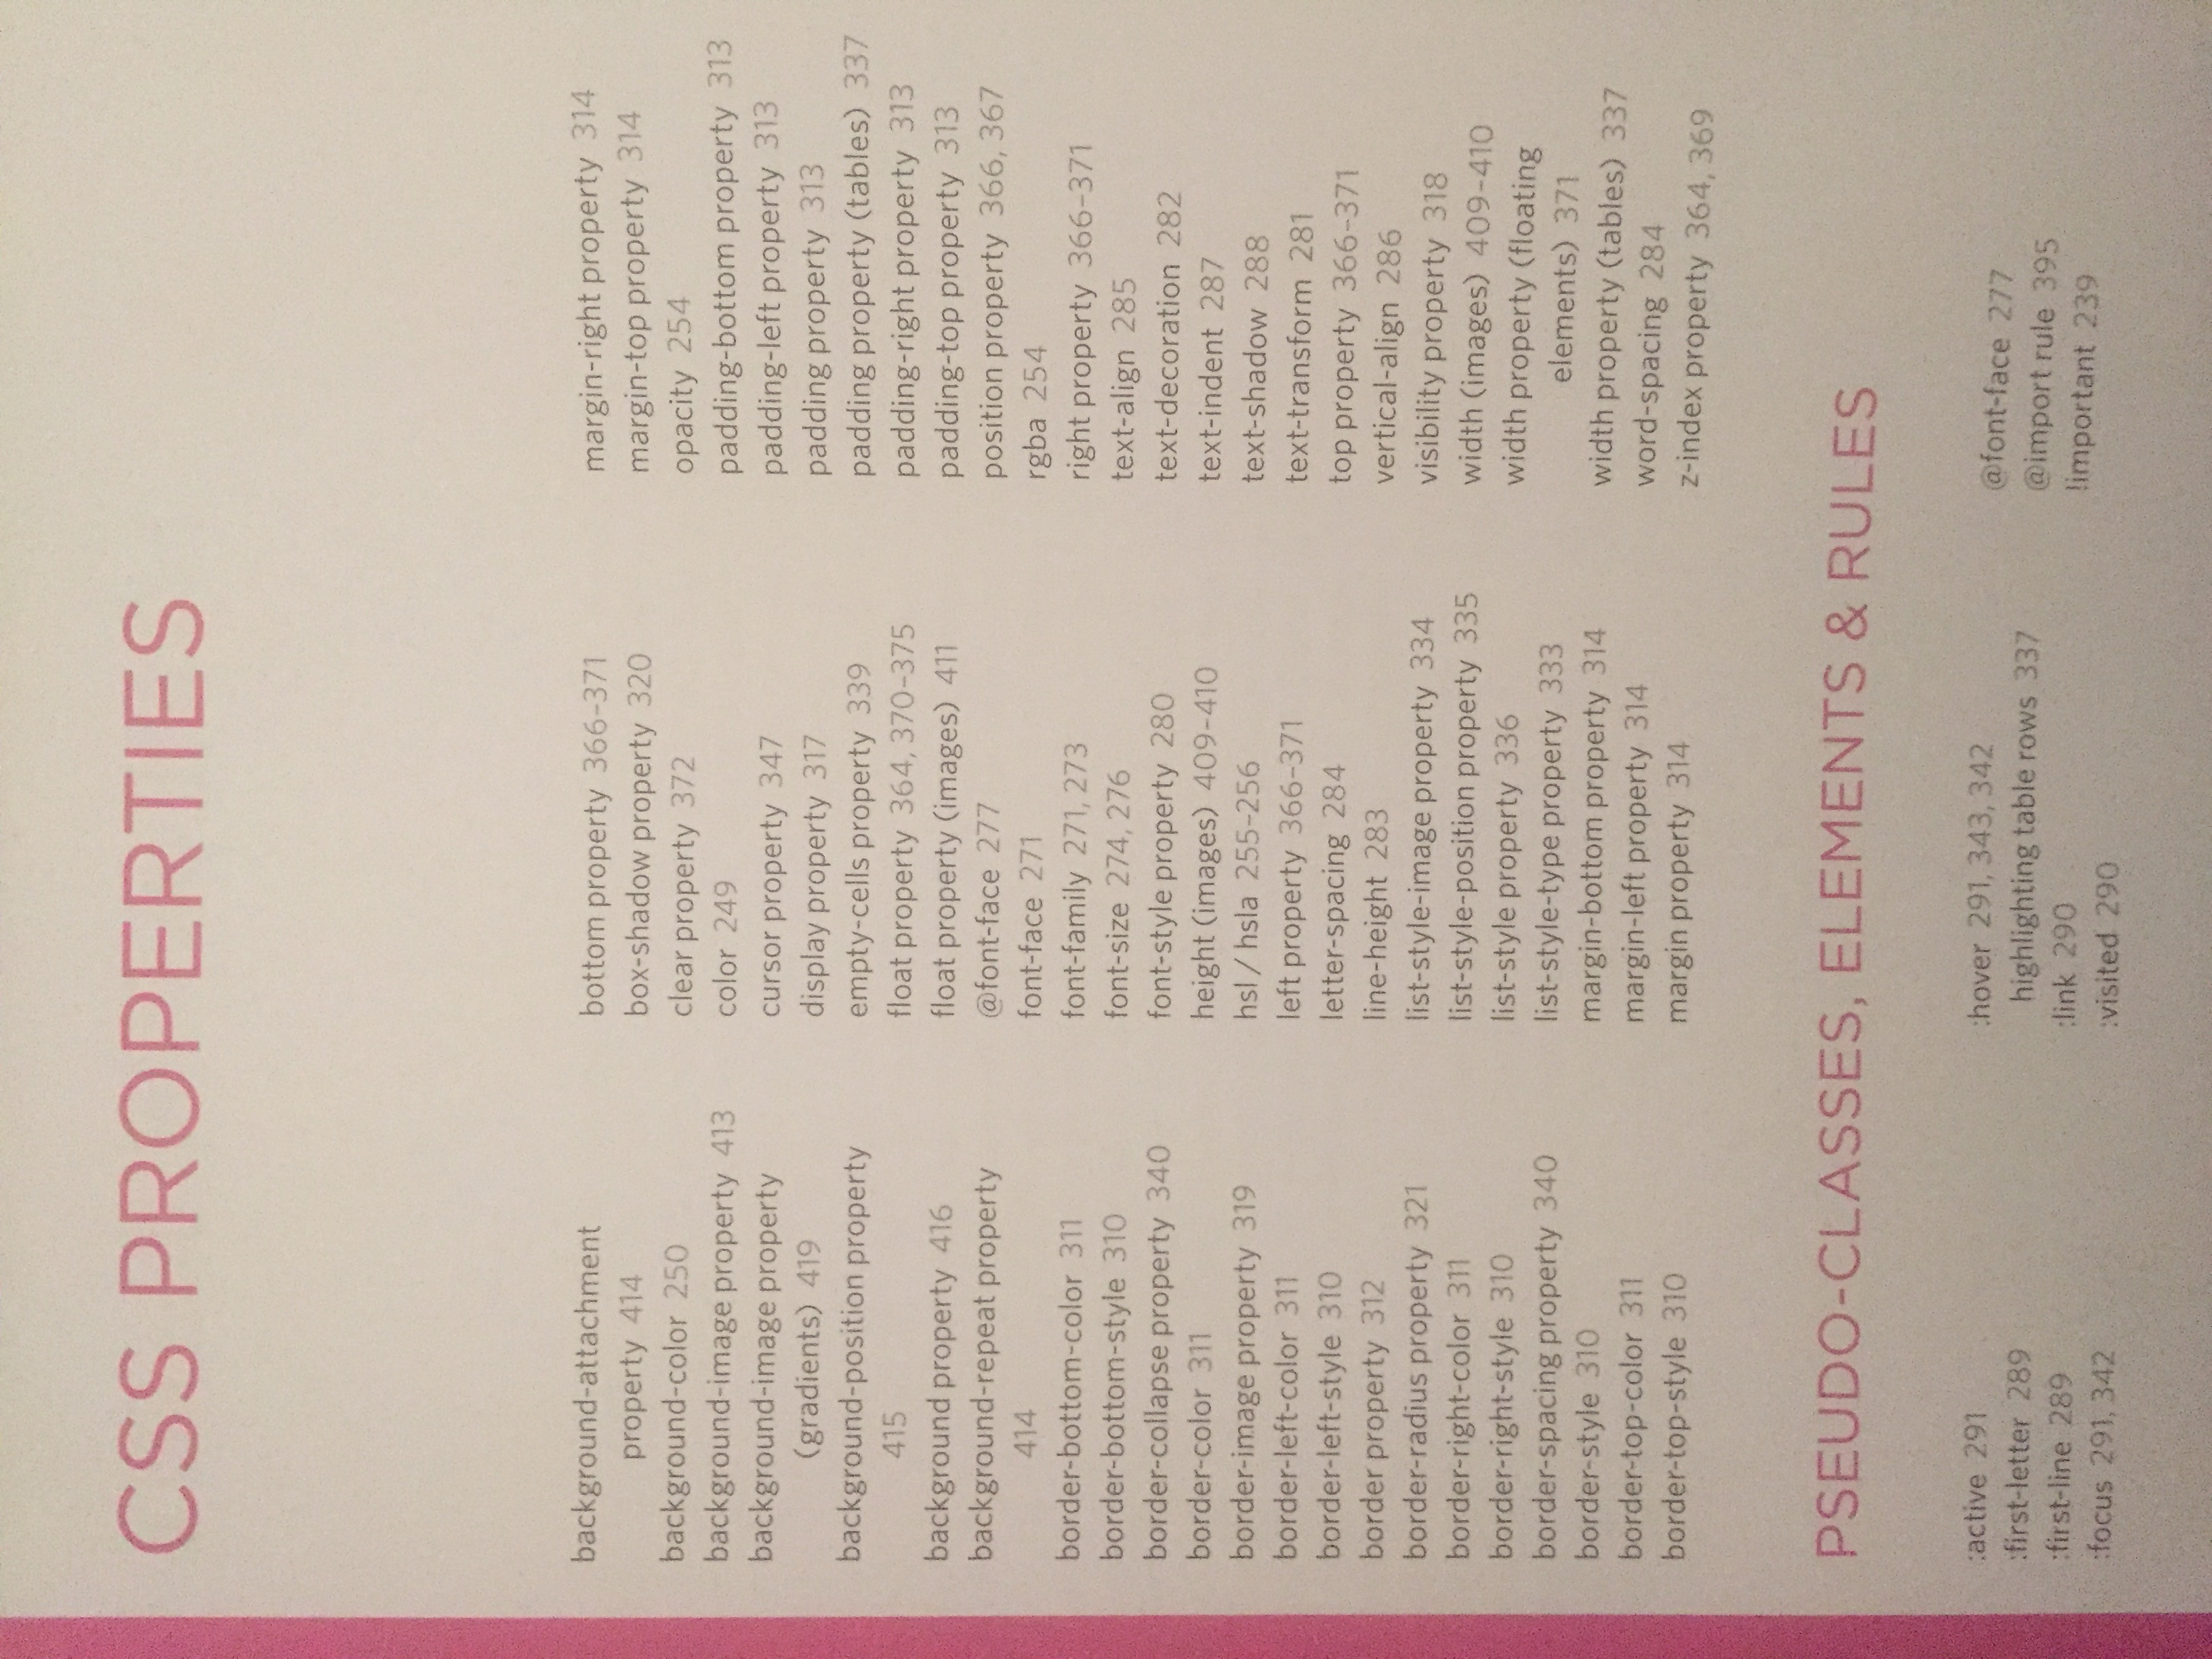 CSS PROPERTIES
background-attachment
property 414
background-color 250
background-image property 413
background-image property
(gradients) 419
background-position property
415
background property 416
background-repeat property
414
border-bottom-color 311
border-bottom-style 310
border-collapse property 340
border-color 311
border-image property 319
border-left-color 311
border-left-style 310
border property 312
border-radius property 321
border-right-color 311
border-right-style 310
border-spacing property 340
border-style 310
border-top-color 311
border-top-style 310
bottom property 366-371
box-shadow property 320
clear property 372
color 249
cursor property 347
display property 317
empty-cells property 339
float property 364, 370-375
float property (images) 411
@font-face 277
font-face 271
font-family 271, 273
font-size 274, 276
font-style property 280
height (images) 409-410
hsl / hsla 255-256
left property 366-371
letter-spacing 284
line-height 283
list-style-image property 334
list-style-position property 335
list-style property 336
list-style-type property 333
margin-bottom property 314
margin-left property 314
margin property 314
margin-right property 314
margin-top property 314
opacity 254
padding-bottom property 313
padding-left property 313
padding property 313
padding property (tables) 337
padding-right property 313
padding-top property 313
position property 366, 367
rgba 254
right property 366-371
text-align 285
text-decoration 282
text-indent 287
text-shadow 288
text-transform 281
top property 366-371
vertical-align 286
visibility property 318
width (images) 409-410
width property (floating
elements) 371
width property (tables) 337
word-spacing 284
z-index property 364, 369
PSEUDO-CLASSES, ELEMENTS & RULES
:active 291
:first-letter 289
:first-line 289
:focus 291, 342
:hover 291, 343, 342
highlighting table rows 337
:link 290
:visited 290
@font-face 277
@import rule 395
!important 239